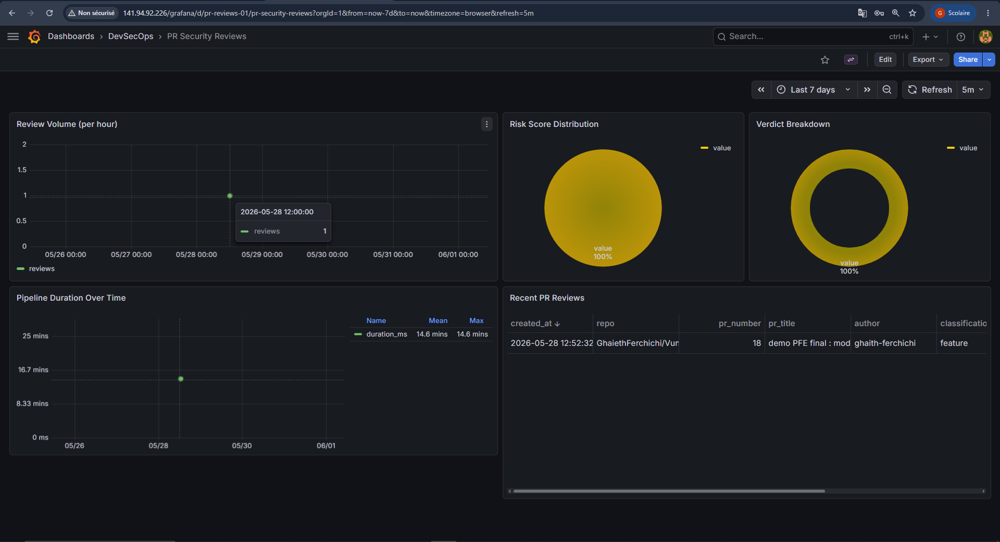 Non sécurisé 141.94.92.226/grafana/d/pr-reviews-01/pr-security-reviews?orgId=1&from=now-7d&to=now&timezone=browser&refresh=5m G Scolaire
Dashboards › DevSecOps › PR Security Reviews Search... ctrl+k
Edit Export Share
Last 7 days Refresh 5m
Review Volume (per hour)
2
1.5
1
0.5
0
2026-05-28 12:00:00
reviews 1
05/26 00:00 05/27 00:00 05/28 00:00 05/29 00:00 05/30 00:00 05/31 00:00 06/01 00:00
reviews
Risk Score Distribution
value
value
100%
Verdict Breakdown
value
value
100%
Pipeline Duration Over Time
25 mins
16.7 mins
8.33 mins
0 ms
05/26 05/28 05/30 06/01
Name Mean Max
duration_ms 14.6 mins 14.6 mins
Recent PR Reviews
created_at repo pr_number pr_title author classificatio
2026-05-28 12:52:32 GhaiethFerchichi/Vun 18 demo PFE final : mod ghaith-ferchichi feature